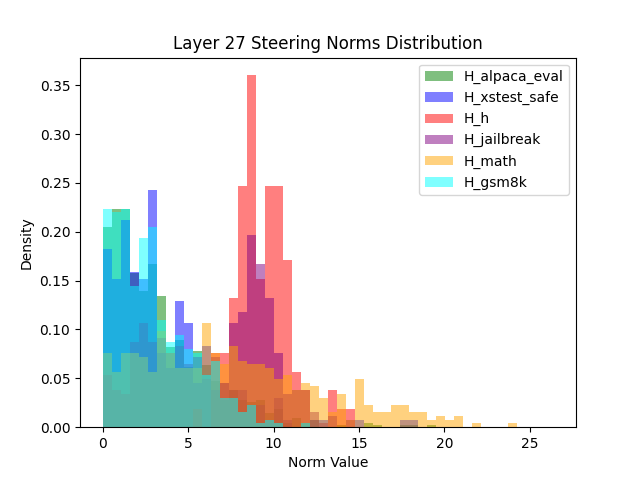 Layer 27 Steering Norms Distribution
H_alpaca_eval
H_xstest_safe
H_h
H_jailbreak
H_math
H_gsm8k
0.35
0.30
0.25
0.20
0.15
0.10
0.05
0.00
Density
0 5 10 15 20 25
Norm Value